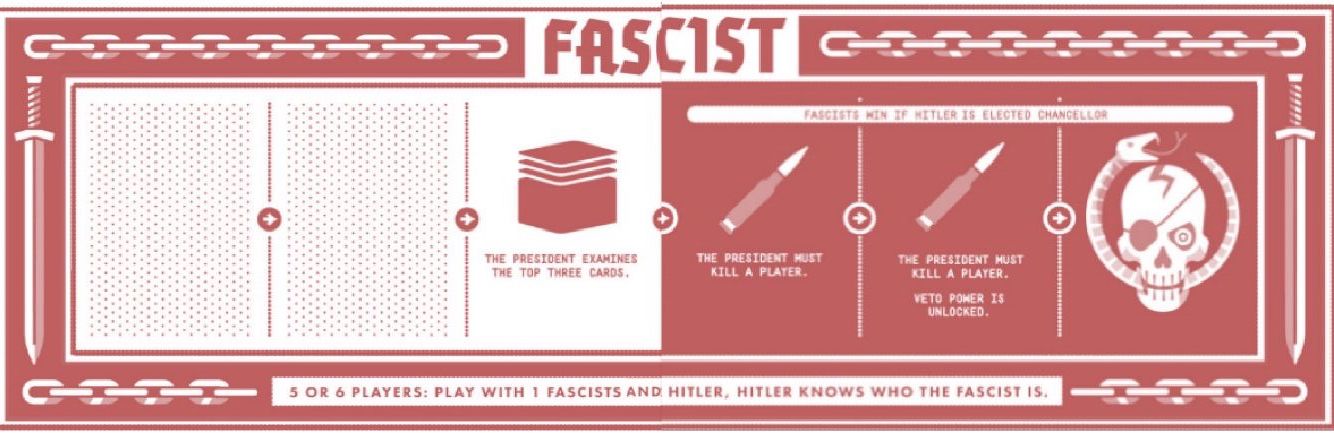 FASCIST
FASCISTS WIN IF HITLER IS ELECTED CHANCELLOR
THE PRESIDENT EXAMINES
THE TOP THREE CARDS.
THE PRESIDENT MUST
KILL A PLAYER.
THE PRESIDENT MUST
KILL A PLAYER.
VETO POWER IS
UNLOCKED.
5 OR 6 PLAYERS: PLAY WITH 1 FASCISTS AND HITLER, HITLER KNOWS WHO THE FASCIST IS.